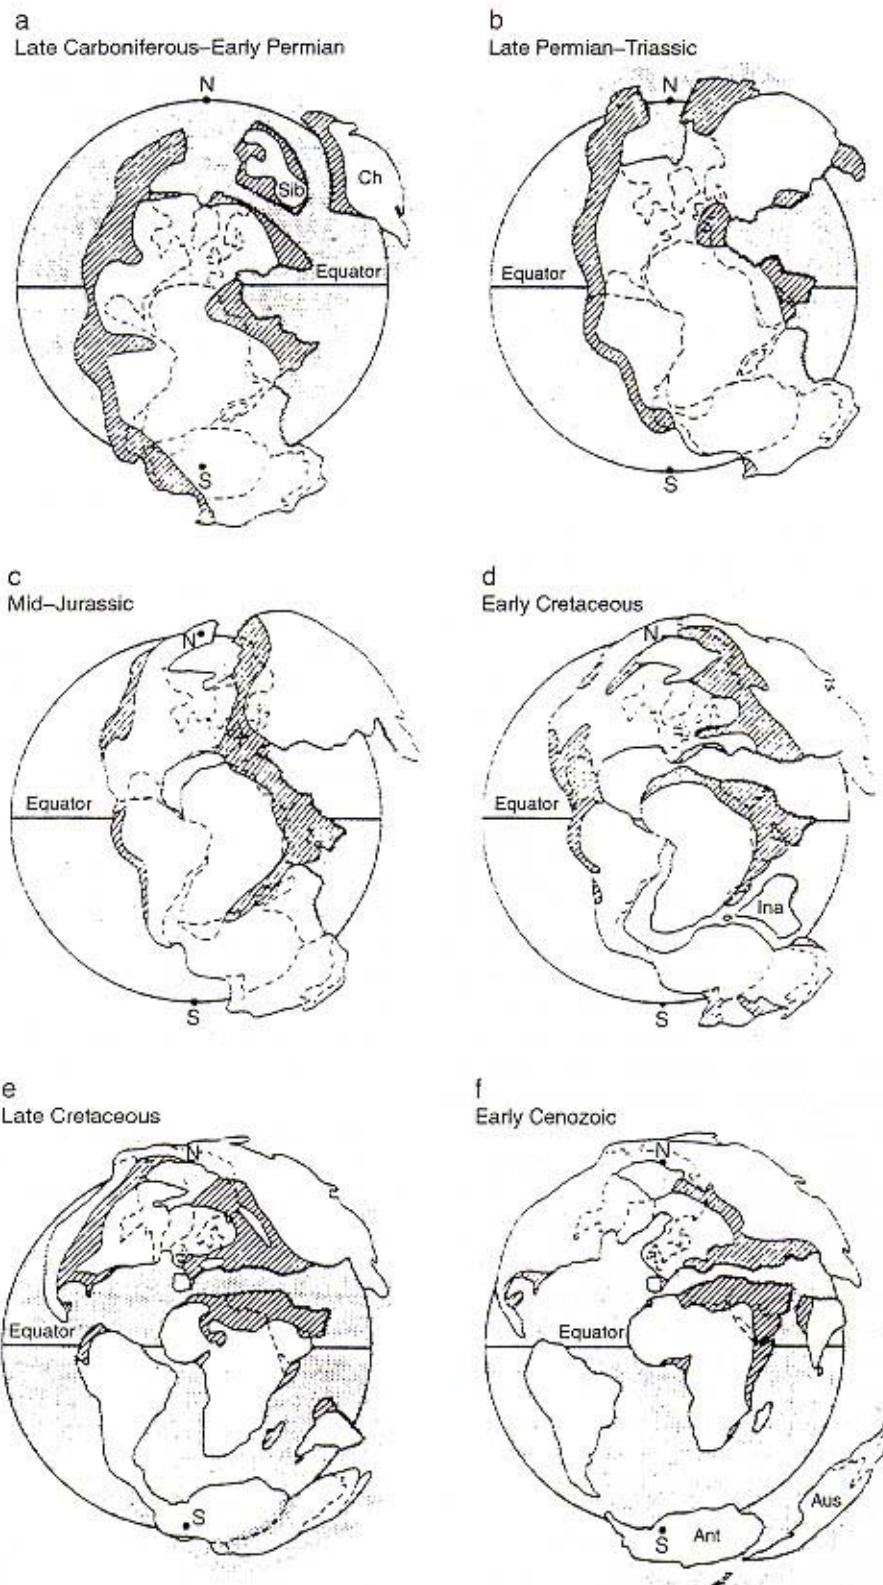 a
Late Carboniferous–Early Permian
N
Sib
Ch
Equator
S
b
Late Permian–Triassic
N
Equator
S
c
Mid–Jurassic
N
Equator
S
d
Early Cretaceous
N
Equator
Ina
S
e
Late Cretaceous
N
Equator
S
f
Early Cenozoic
N
Equator
Aus
S
Ant